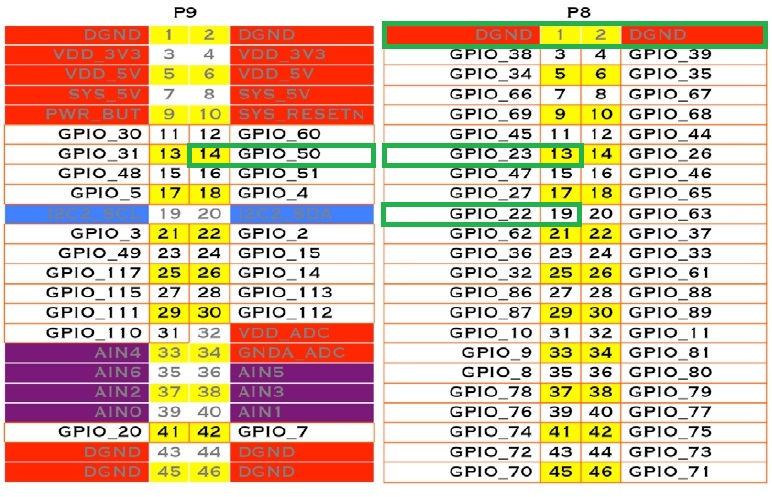 P9 P8
DGND 1 2 DGND DGND 1 2 DGND
VDD_3V3 3 4 VDD_3V3 GPIO_38 3 4 GPIO_39
VDD_5V 5 6 VDD_5V GPIO_34 5 6 GPIO_35
SYS_5V 7 8 SYS_5V GPIO_66 7 8 GPIO_67
PWR_BUT 9 10 SYS_RESETN GPIO_69 9 10 GPIO_68
GPIO_30 11 12 GPIO_60 GPIO_45 11 12 GPIO_44
GPIO_31 13 14 GPIO_50 GPIO_23 13 14 GPIO_26
GPIO_48 15 16 GPIO_51 GPIO_47 15 16 GPIO_46
GPIO_5 17 18 GPIO_4 GPIO_27 17 18 GPIO_65
I2C2_SCL 19 20 I2C2_SDA GPIO_22 19 20 GPIO_63
GPIO_3 21 22 GPIO_2 GPIO_62 21 22 GPIO_37
GPIO_49 23 24 GPIO_15 GPIO_36 23 24 GPIO_33
GPIO_117 25 26 GPIO_14 GPIO_32 25 26 GPIO_61
GPIO_115 27 28 GPIO_113 GPIO_86 27 28 GPIO_88
GPIO_111 29 30 GPIO_112 GPIO_87 29 30 GPIO_89
GPIO_110 31 32 VDD_ADC GPIO_10 31 32 GPIO_11
AIN4 33 34 GNDA_ADC GPIO_9 33 34 GPIO_81
AIN6 35 36 AIN5 GPIO_8 35 36 GPIO_80
AIN2 37 38 AIN3 GPIO_78 37 38 GPIO_79
AIN0 39 40 AIN1 GPIO_76 39 40 GPIO_77
GPIO_20 41 42 GPIO_7 GPIO_74 41 42 GPIO_75
DGND 43 44 DGND GPIO_72 43 44 GPIO_73
DGND 45 46 DGND GPIO_70 45 46 GPIO_71